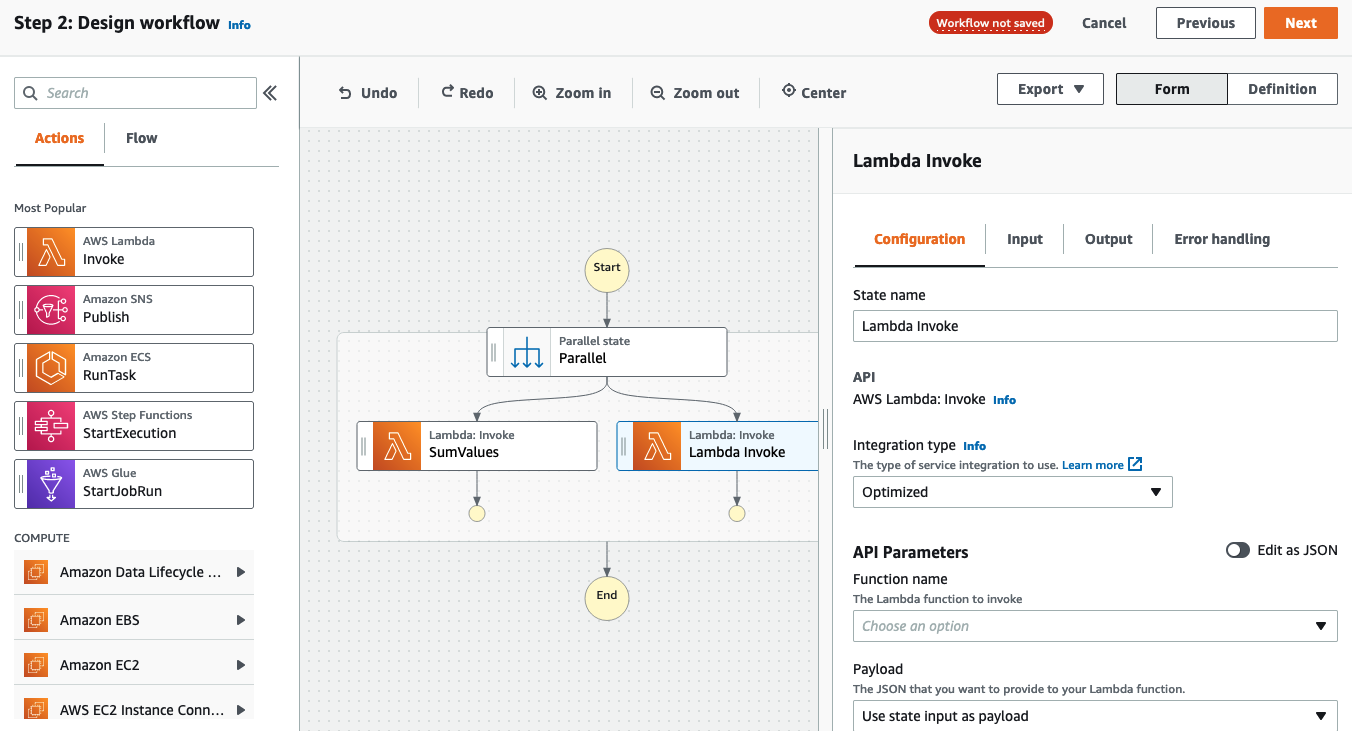 Step 2: Design workflow Info
Workflow not saved
Cancel
Previous
Next
Search
Actions
Flow
Most Popular
AWS Lambda
Invoke
Amazon SNS
Publish
Amazon ECS
RunTask
AWS Step Functions
StartExecution
AWS Glue
StartJobRun
COMPUTE
Amazon Data Lifecycle ...
Amazon EBS
Amazon EC2
AWS EC2 Instance Conn...
Undo
Redo
Zoom in
Zoom out
Center
Export
Form
Definition
Start
Parallel state
Parallel
Lambda: Invoke
SumValues
Lambda: Invoke
Lambda Invoke
End
Lambda Invoke
Configuration
Input
Output
Error handling
State name
Lambda Invoke
API
AWS Lambda: Invoke Info
Integration type Info
The type of service integration to use. Learn more
Optimized
API Parameters
Edit as JSON
Function name
The Lambda function to invoke
Choose an option
Payload
The JSON that you want to provide to your Lambda function.
Use state input as payload